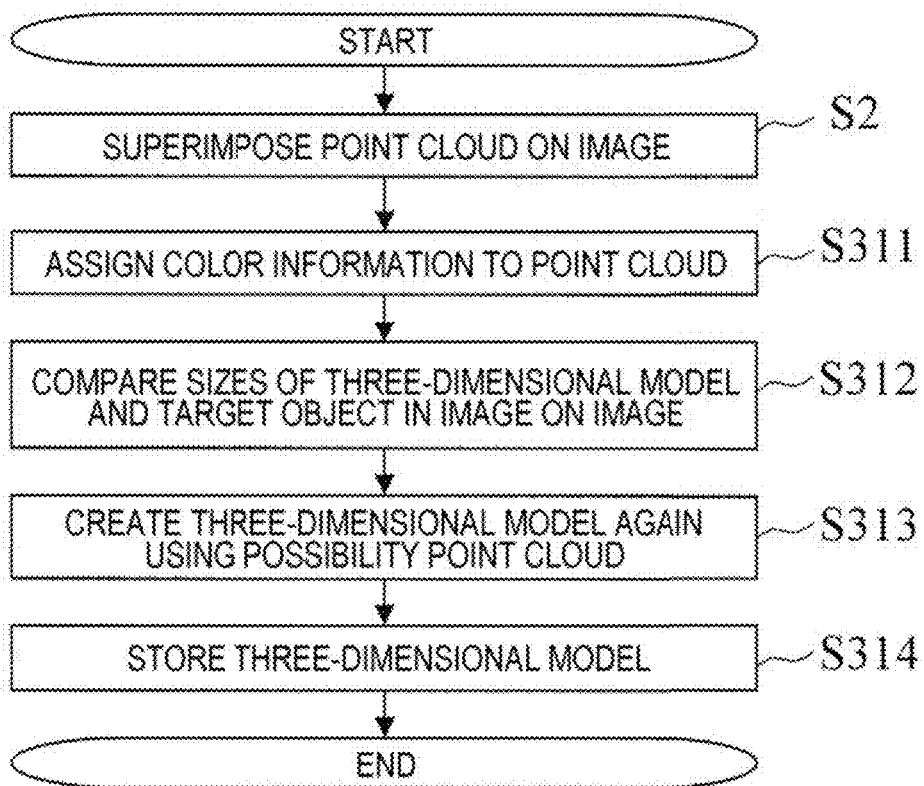 START
SUPERIMPOSE POINT CLOUD ON IMAGE
S2
ASSIGN COLOR INFORMATION TO POINT CLOUD
S311
COMPARE SIZES OF THREE-DIMENSIONAL MODEL
AND TARGET OBJECT IN IMAGE ON IMAGE
S312
CREATE THREE-DIMENSIONAL MODEL AGAIN
USING POSSIBILITY POINT CLOUD
S313
STORE THREE-DIMENSIONAL MODEL
S314
END